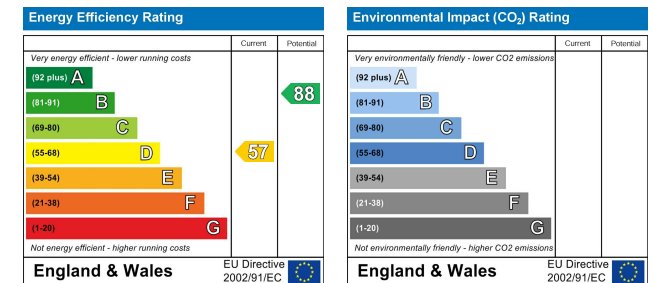 Energy Efficiency Rating
Current Potential
Very energy efficient - lower running costs
(92 plus) A
(81-91) B
88
(69-80) C
(55-68) D
57
(39-54) E
(21-38) F
(1-20) G
Not energy efficient - higher running costs
England & Wales
EU Directive
2002/91/EC
Environmental Impact (CO₂) Rating
Current Potential
Very environmentally friendly - lower CO2 emissions
(92 plus) A
(81-91) B
(69-80) C
(55-68) D
(39-54) E
(21-38) F
(1-20) G
Not environmentally friendly - higher CO2 emissions
England & Wales
EU Directive
2002/91/EC